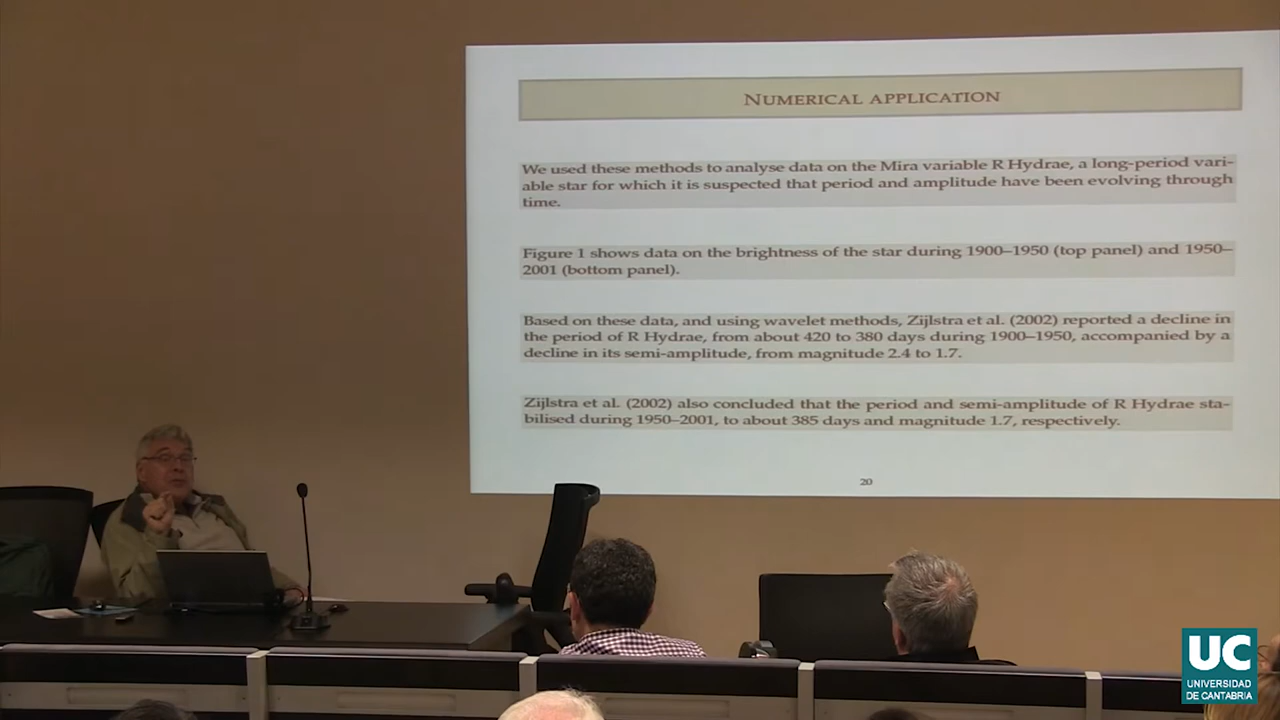 NUMERICAL APPLICATION
We used these methods to analyse data on the Mira variable R Hydrae, a long-period vari-
able star for which it is suspected that period and amplitude have been evolving through
time.
Figure 1 shows data on the brightness of the star during 1900–1950 (top panel) and 1950–
2001 (bottom panel).
Based on these data, and using wavelet methods, Zijlstra et al. (2002) reported a decline in
the period of R Hydrae, from about 420 to 380 days during 1900–1950, accompanied by a
decline in its semi-amplitude, from magnitude 2.4 to 1.7.
Zijlstra et al. (2002) also concluded that the period and semi-amplitude of R Hydrae sta-
bilised during 1950–2001, to about 385 days and magnitude 1.7, respectively.
20
UC
UNIVERSIDAD
DE CANTABRIA